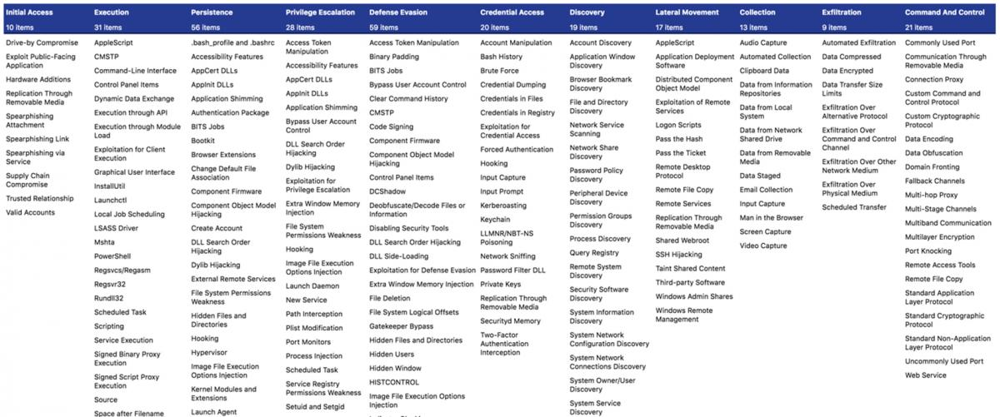 Initial Access
10 items
Drive-by Compromise
Exploit Public-Facing
Application
Hardware Additions
Replication Through
Removable Media
Spearphishing
Attachment
Spearphishing Link
Spearphishing via
Service
Supply Chain
Compromise
Trusted Relationship
Valid Accounts
Execution
31 items
AppleScript
CMSTP
Command-Line Interface
Control Panel Items
Dynamic Data Exchange
Execution through API
Execution through Module
Load
Exploitation for Client
Execution
Graphical User Interface
InstallUtil
Launchctl
Local Job Scheduling
LSASS Driver
Mshta
PowerShell
Regsvcs/Regasm
Regsvr32
Rundll32
Scheduled Task
Scripting
Service Execution
Signed Binary Proxy
Execution
Signed Script Proxy
Execution
Source
Space after Filename
Persistence
56 items
.bash_profile and .bashrc
Accessibility Features
AppCert DLLs
AppInit DLLs
Application Shimming
Authentication Package
BITS Jobs
Bootkit
Browser Extensions
Change Default File
Association
Component Firmware
Component Object Model
Hijacking
Create Account
DLL Search Order
Hijacking
Dylib Hijacking
External Remote Services
File System Permissions
Weakness
Hidden Files and
Directories
Hooking
Hypervisor
Image File Execution
Options Injection
Kernel Modules and
Extensions
Launch Agent
Privilege Escalation
28 items
Access Token
Manipulation
Accessibility Features
AppCert DLLs
AppInit DLLs
Application Shimming
Bypass User Account
Control
DLL Search Order
Hijacking
Dylib Hijacking
Exploitation for
Privilege Escalation
Extra Window Memory
Injection
File System
Permissions Weakness
Hooking
Image File Execution
Options Injection
Launch Daemon
New Service
Path Interception
Plist Modification
Port Monitors
Process Injection
Scheduled Task
Service Registry
Permissions Weakness
Setuid and Setgid
Defense Evasion
59 items
Access Token Manipulation
Binary Padding
BITS Jobs
Bypass User Account Control
Clear Command History
CMSTP
Code Signing
Component Firmware
Component Object Model
Hijacking
Control Panel Items
DCShadow
Deobfuscate/Decode Files or
Information
Disabling Security Tools
DLL Search Order Hijacking
DLL Side-Loading
Exploitation for Defense Evasion
Extra Window Memory Injection
File Deletion
File System Logical Offsets
Gatekeeper Bypass
Hidden Files and Directories
Hidden Users
Hidden Window
HISTCONTROL
Image File Execution Options
Injection
Credential Access
20 items
Account Manipulation
Bash History
Brute Force
Credential Dumping
Credentials in Files
Credentials in Registry
Exploitation for
Credential Access
Forced Authentication
Hooking
Input Capture
Input Prompt
Kerberoasting
Keychain
LLMNR/NBT-NS
Poisoning
Network Sniffing
Password Filter DLL
Private Keys
Replication Through
Removable Media
Securityd Memory
Two-Factor
Authentication
Interception
Discovery
19 items
Account Discovery
Application Window
Discovery
Browser Bookmark
Discovery
File and Directory
Discovery
Network Service
Scanning
Network Share
Discovery
Password Policy
Discovery
Peripheral Device
Discovery
Permission Groups
Discovery
Process Discovery
Query Registry
Remote System
Discovery
Security Software
Discovery
System Information
Discovery
System Network
Configuration Discovery
System Network
Connections Discovery
System Owner/User
Discovery
System Service
Discovery
Lateral Movement
17 items
AppleScript
Application Deployment
Software
Distributed Component
Object Model
Exploitation of Remote
Services
Logon Scripts
Pass the Hash
Pass the Ticket
Remote Desktop
Protocol
Remote File Copy
Remote Services
Replication Through
Removable Media
Shared Webroot
SSH Hijacking
Taint Shared Content
Third-party Software
Windows Admin Shares
Windows Remote
Management
Collection
13 items
Audio Capture
Automated Collection
Clipboard Data
Data from Information
Repositories
Data from Local
System
Data from Network
Shared Drive
Data from Removable
Media
Data Staged
Email Collection
Input Capture
Man in the Browser
Screen Capture
Video Capture
Exfiltration
9 items
Automated Exfiltration
Data Compressed
Data Encrypted
Data Transfer Size
Limits
Exfiltration Over
Alternative Protocol
Exfiltration Over
Command and Control
Channel
Exfiltration Over Other
Network Medium
Exfiltration Over
Physical Medium
Scheduled Transfer
Command And Control
21 items
Commonly Used Port
Communication Through
Removable Media
Connection Proxy
Custom Command and
Control Protocol
Custom Cryptographic
Protocol
Data Encoding
Data Obfuscation
Domain Fronting
Fallback Channels
Multi-hop Proxy
Multi-Stage Channels
Multiband Communication
Multilayer Encryption
Port Knocking
Remote Access Tools
Remote File Copy
Standard Application
Layer Protocol
Standard Cryptographic
Protocol
Standard Non-Application
Layer Protocol
Uncommonly Used Port
Web Service